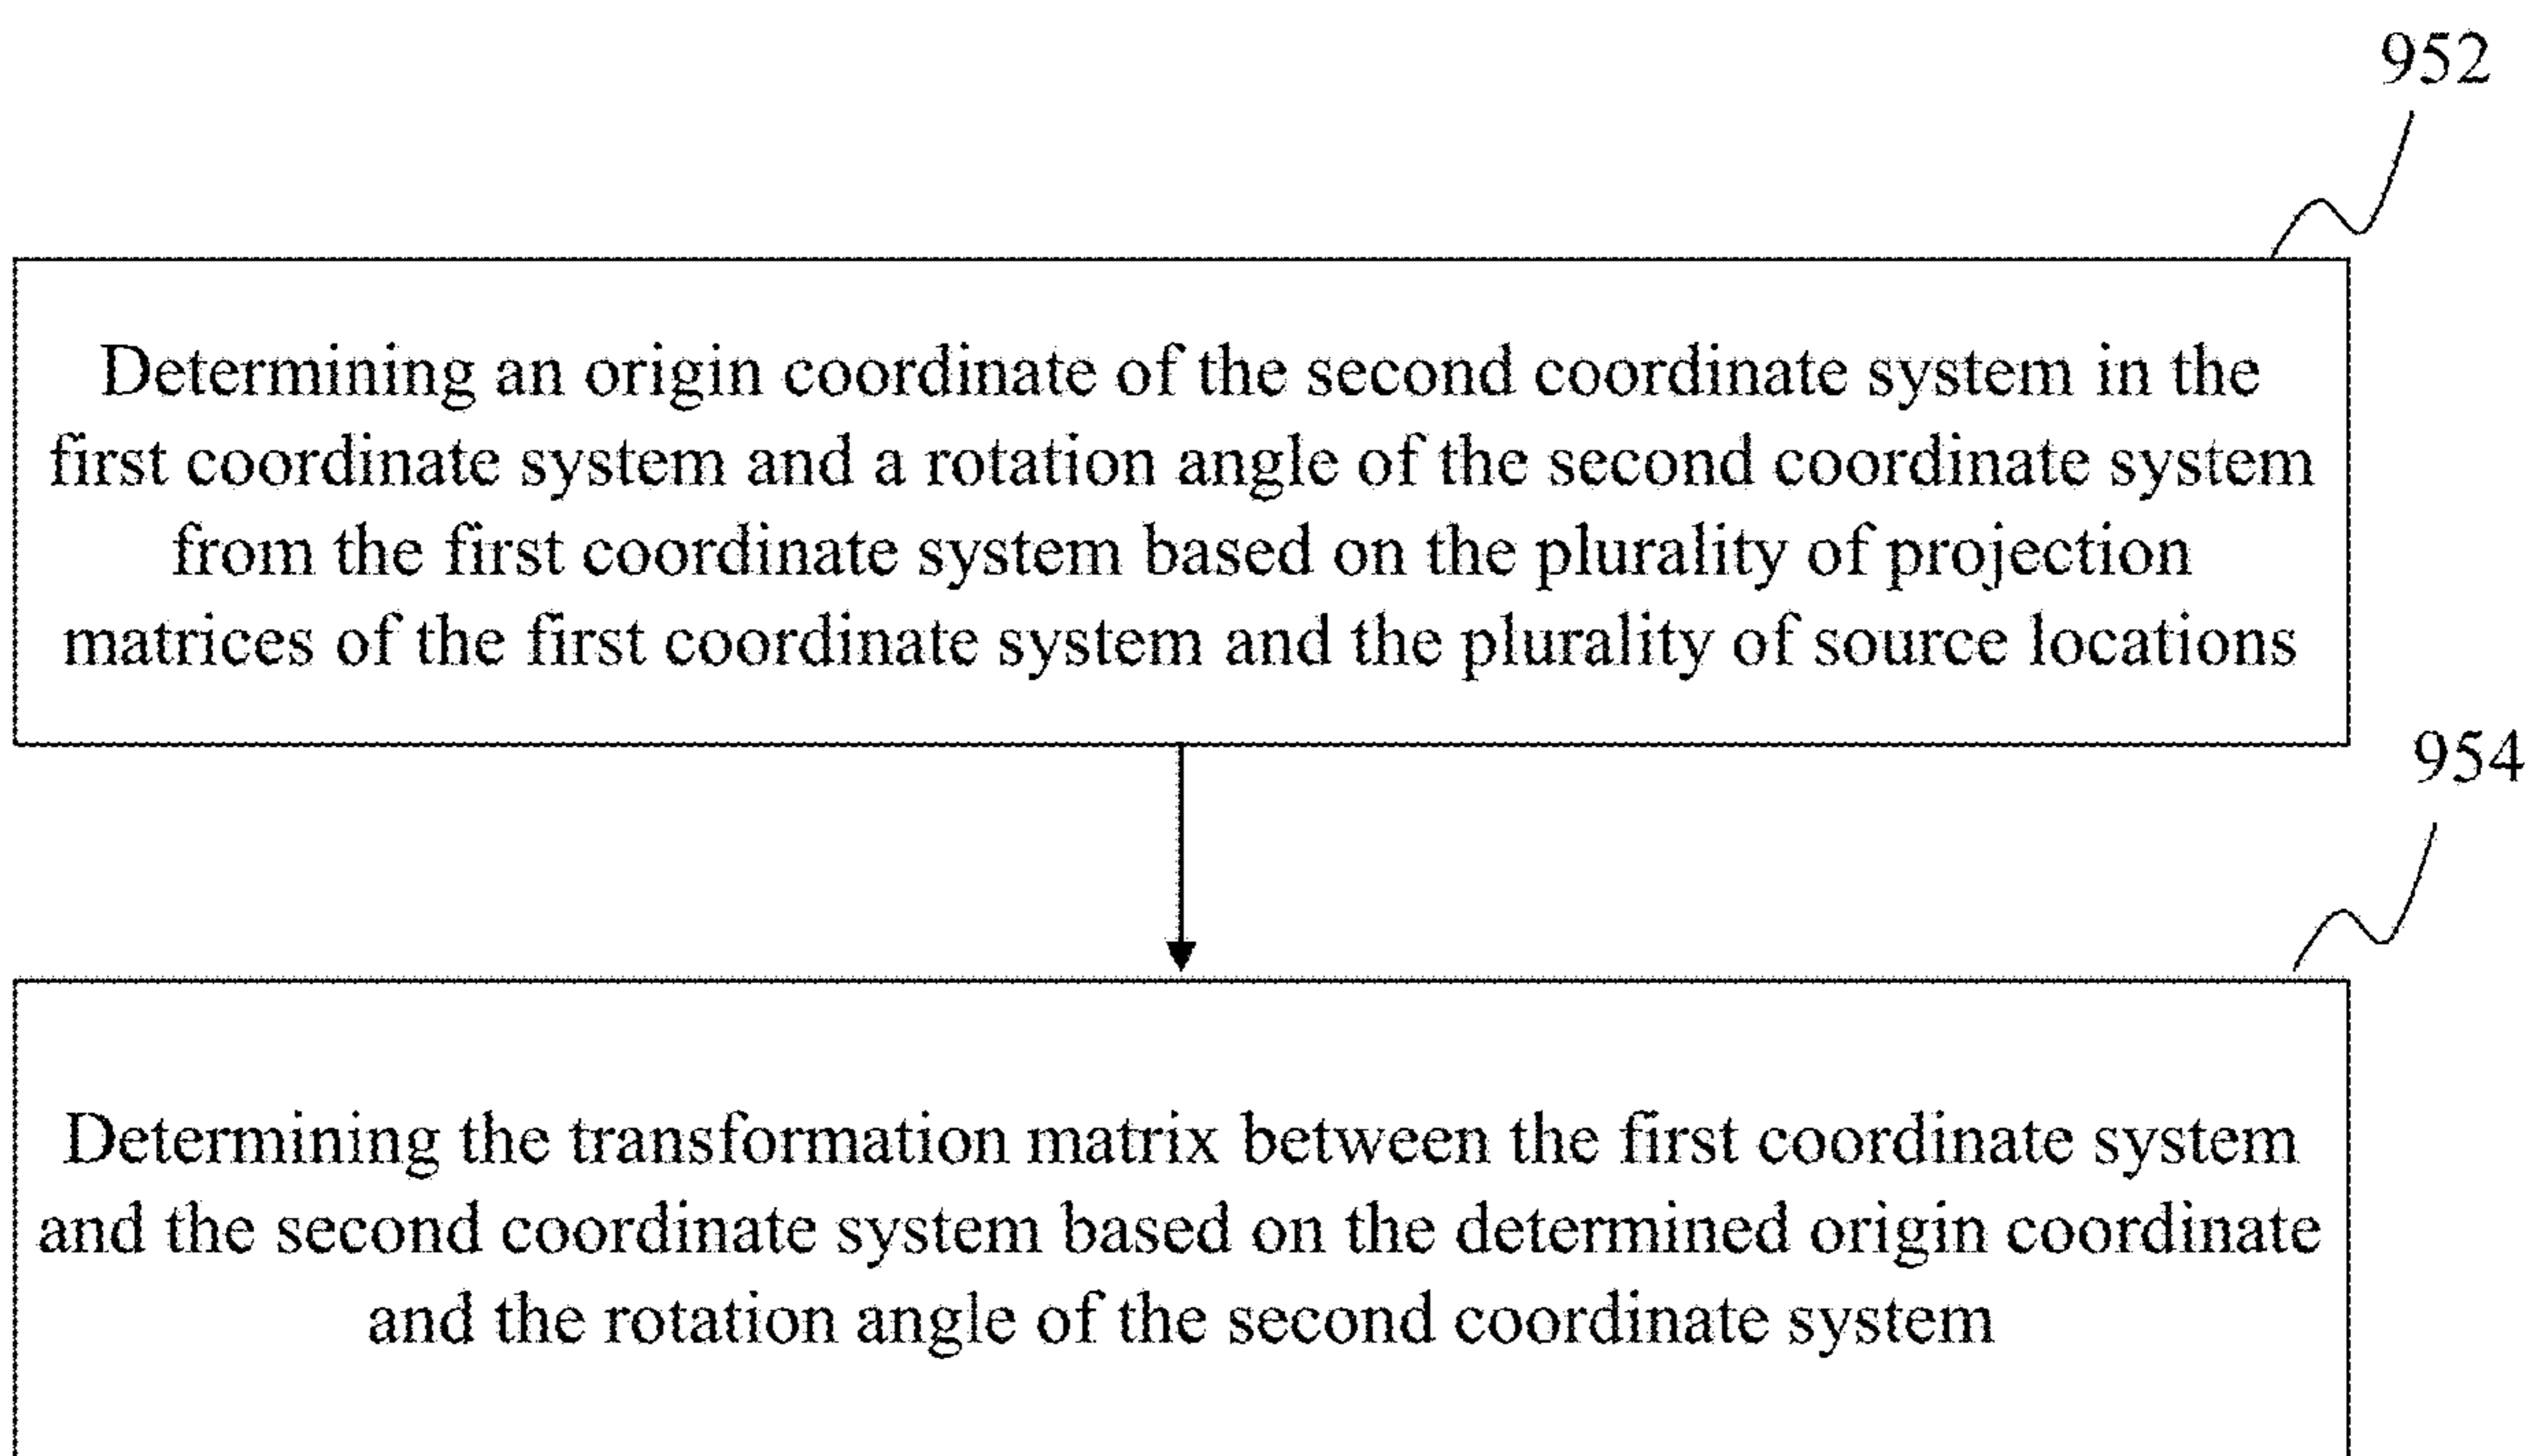 952
Determining an origin coordinate of the second coordinate system in the
first coordinate system and a rotation angle of the second coordinate system
from the first coordinate system based on the plurality of projection
matrices of the first coordinate system and the plurality of source locations
954
Determining the transformation matrix between the first coordinate system
and the second coordinate system based on the determined origin coordinate
and the rotation angle of the second coordinate system